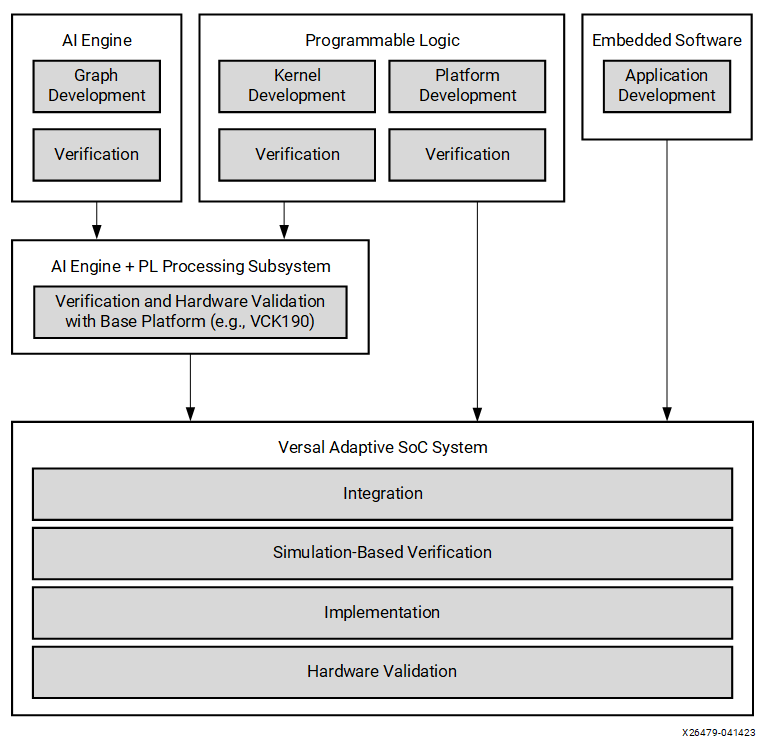 AI Engine
Graph
Development
Verification
Programmable Logic
Kernel
Development
Platform
Development
Verification
Verification
Embedded Software
Application
Development
AI Engine + PL Processing Subsystem
Verification and Hardware Validation
with Base Platform (e.g., VCK190)
Versal Adaptive SoC System
Integration
Simulation-Based Verification
Implementation
Hardware Validation
X26479-041423